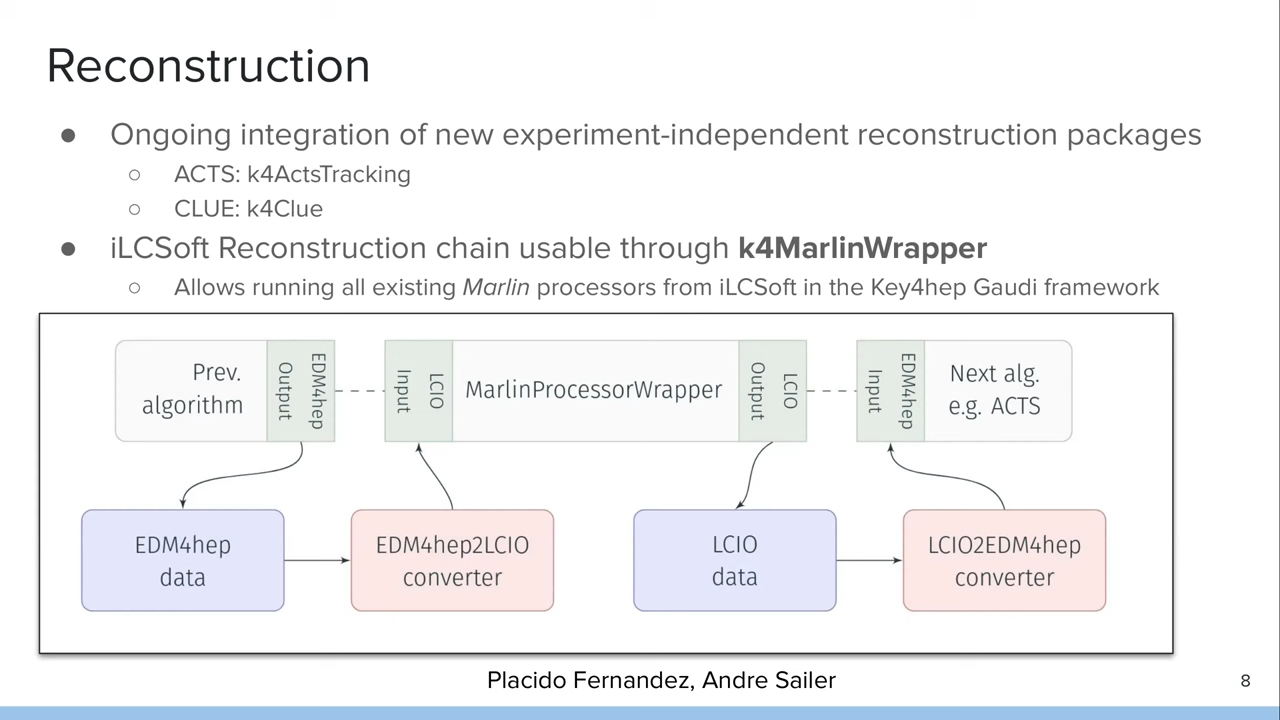 Reconstruction
● Ongoing integration of new experiment-independent reconstruction packages
○ ACTS: k4ActsTracking
○ CLUE: k4Clue
● iLCSoft Reconstruction chain usable through k4MarlinWrapper
○ Allows running all existing Marlin processors from iLCSoft in the Key4hep Gaudi framework
Prev.
algorithm
EDM4hep
Output
LCIO
Input
MarlinProcessorWrapper
LCIO
Output
EDM4hep
Input
Next alg.
e.g. ACTS
EDM4hep
data
EDM4hep2LCIO
converter
LCIO
data
LCIO2EDM4hep
converter
Placido Fernandez, Andre Sailer
8